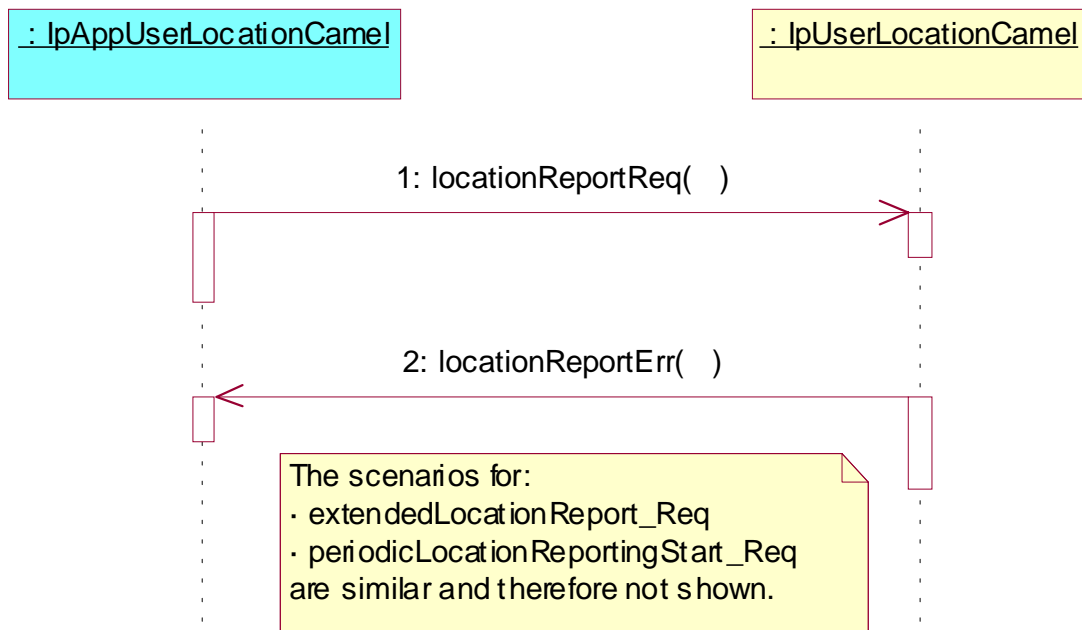 : IpAppUserLocationCamel
: IpUserLocationCamel
1: locationReportReq( )
2: locationReportErr( )
The scenarios for:
· extendedLocationReport_Req
· periodicLocationReportingStart_Req
are similar and therefore not shown.